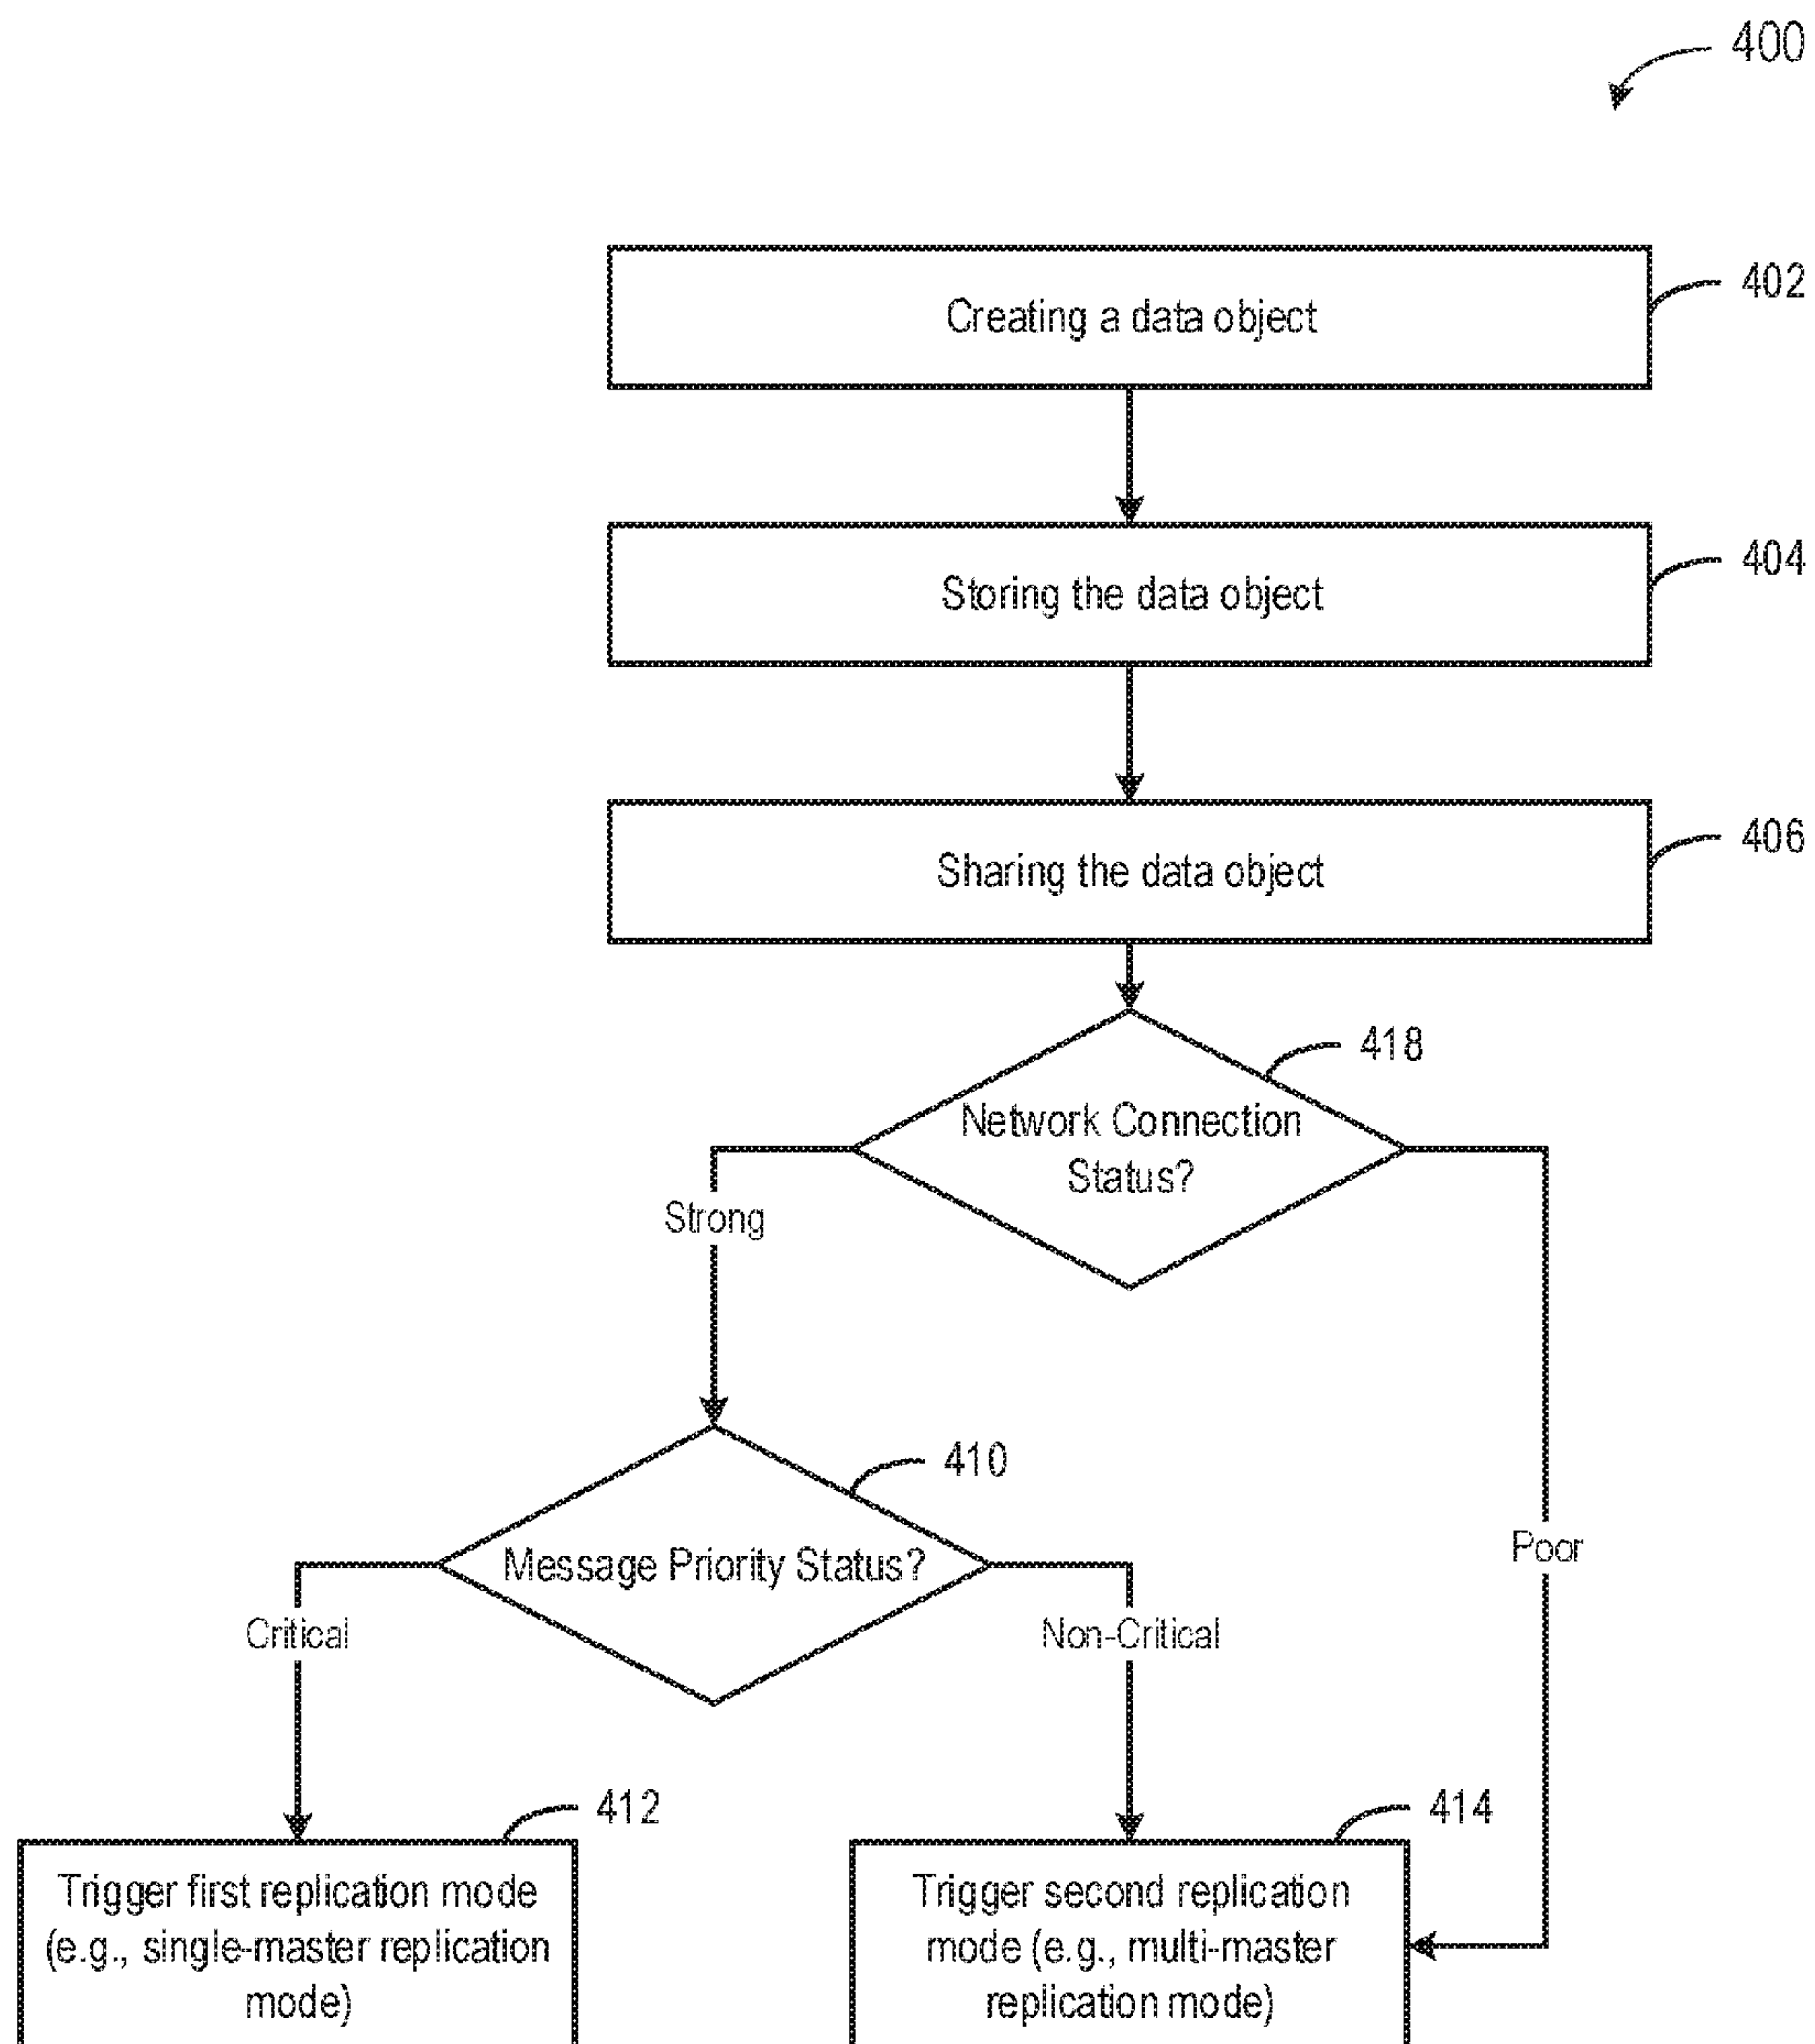 400
Creating a data object
402
Storing the data object
404
Sharing the data object
406
418
Network Connection
Status?
Strong
410
Message Priority Status?
Poor
Critical
Non-Critical
412
414
Trigger first replication mode
(e.g., single-master replication
mode)
Trigger second replication
mode (e.g., multi-master
replication mode)